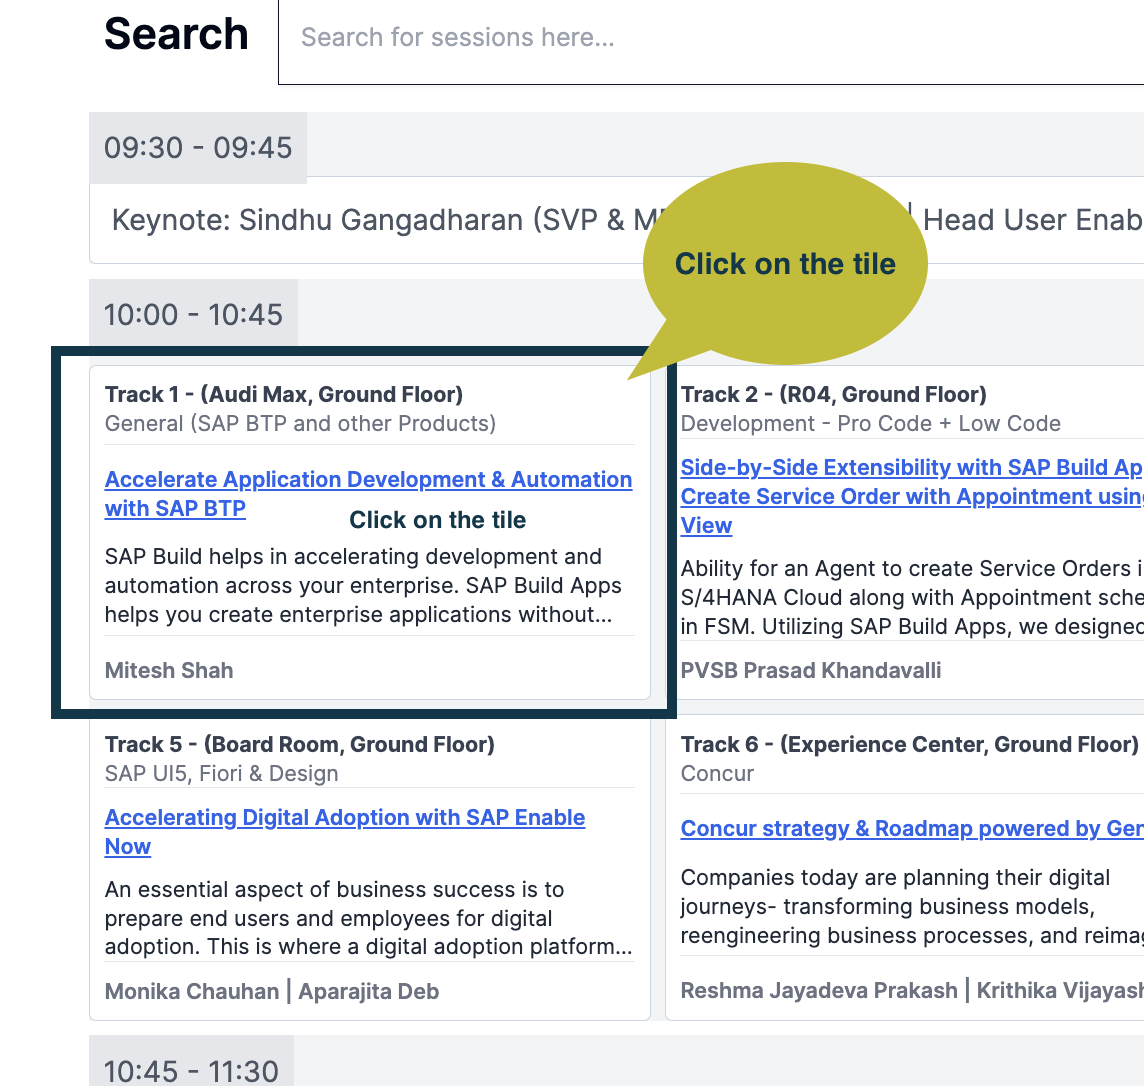 Search
Search for sessions here...
09:30 - 09:45
Keynote: Sindhu Gangadharan (SVP & M
| Head User Enab
Click on the tile
10:00 - 10:45
Track 1 - (Audi Max, Ground Floor)
General (SAP BTP and other Products)
Accelerate Application Development & Automation
with SAP BTP
Click on the tile
SAP Build helps in accelerating development and
automation across your enterprise. SAP Build Apps
helps you create enterprise applications without...
Mitesh Shah
Track 2 - (R04, Ground Floor)
Development - Pro Code + Low Code
Side-by-Side Extensibility with SAP Build Ap
Create Service Order with Appointment using
View
Ability for an Agent to create Service Orders i
S/4HANA Cloud along with Appointment sche
in FSM. Utilizing SAP Build Apps, we designed
PVSB Prasad Khandavalli
Track 5 - (Board Room, Ground Floor)
SAP UI5, Fiori & Design
Accelerating Digital Adoption with SAP Enable
Now
An essential aspect of business success is to
prepare end users and employees for digital
adoption. This is where a digital adoption platform...
Monika Chauhan | Aparajita Deb
Track 6 - (Experience Center, Ground Floor)
Concur
Concur strategy & Roadmap powered by Gen
Companies today are planning their digital
journeys- transforming business models,
reengineering business processes, and reimag
Reshma Jayadeva Prakash | Krithika Vijayash
10:45 - 11:30